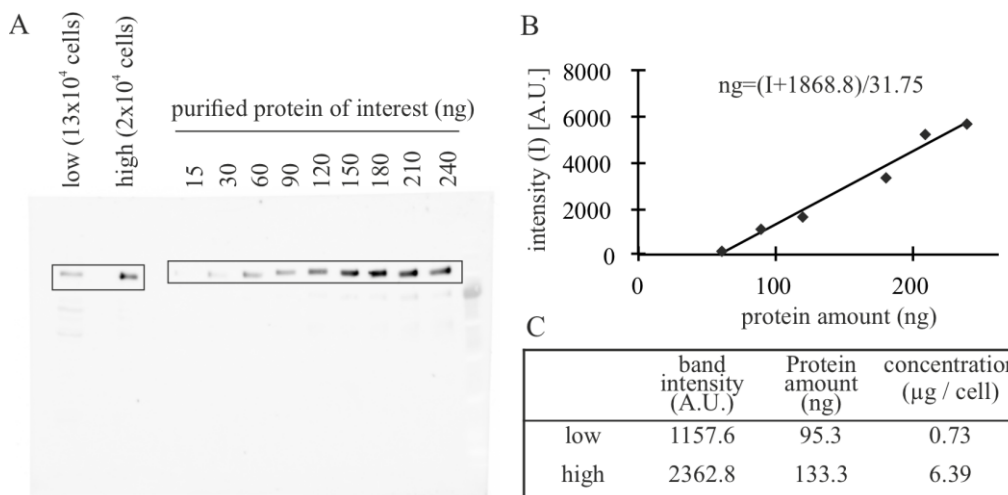 A
low (13x10⁴ cells)
high (2x10⁴ cells)
purified protein of interest (ng)
15
30
60
90
120
150
180
210
240
B
intensity (I) [A.U.]
8000
6000
4000
2000
0
ng=(I+1868.8)/31.75
0 100 200
protein amount (ng)
C
band intensity (A.U.) Protein amount (ng) concentration (μg / cell)
low 1157.6 95.3 0.73
high 2362.8 133.3 6.39